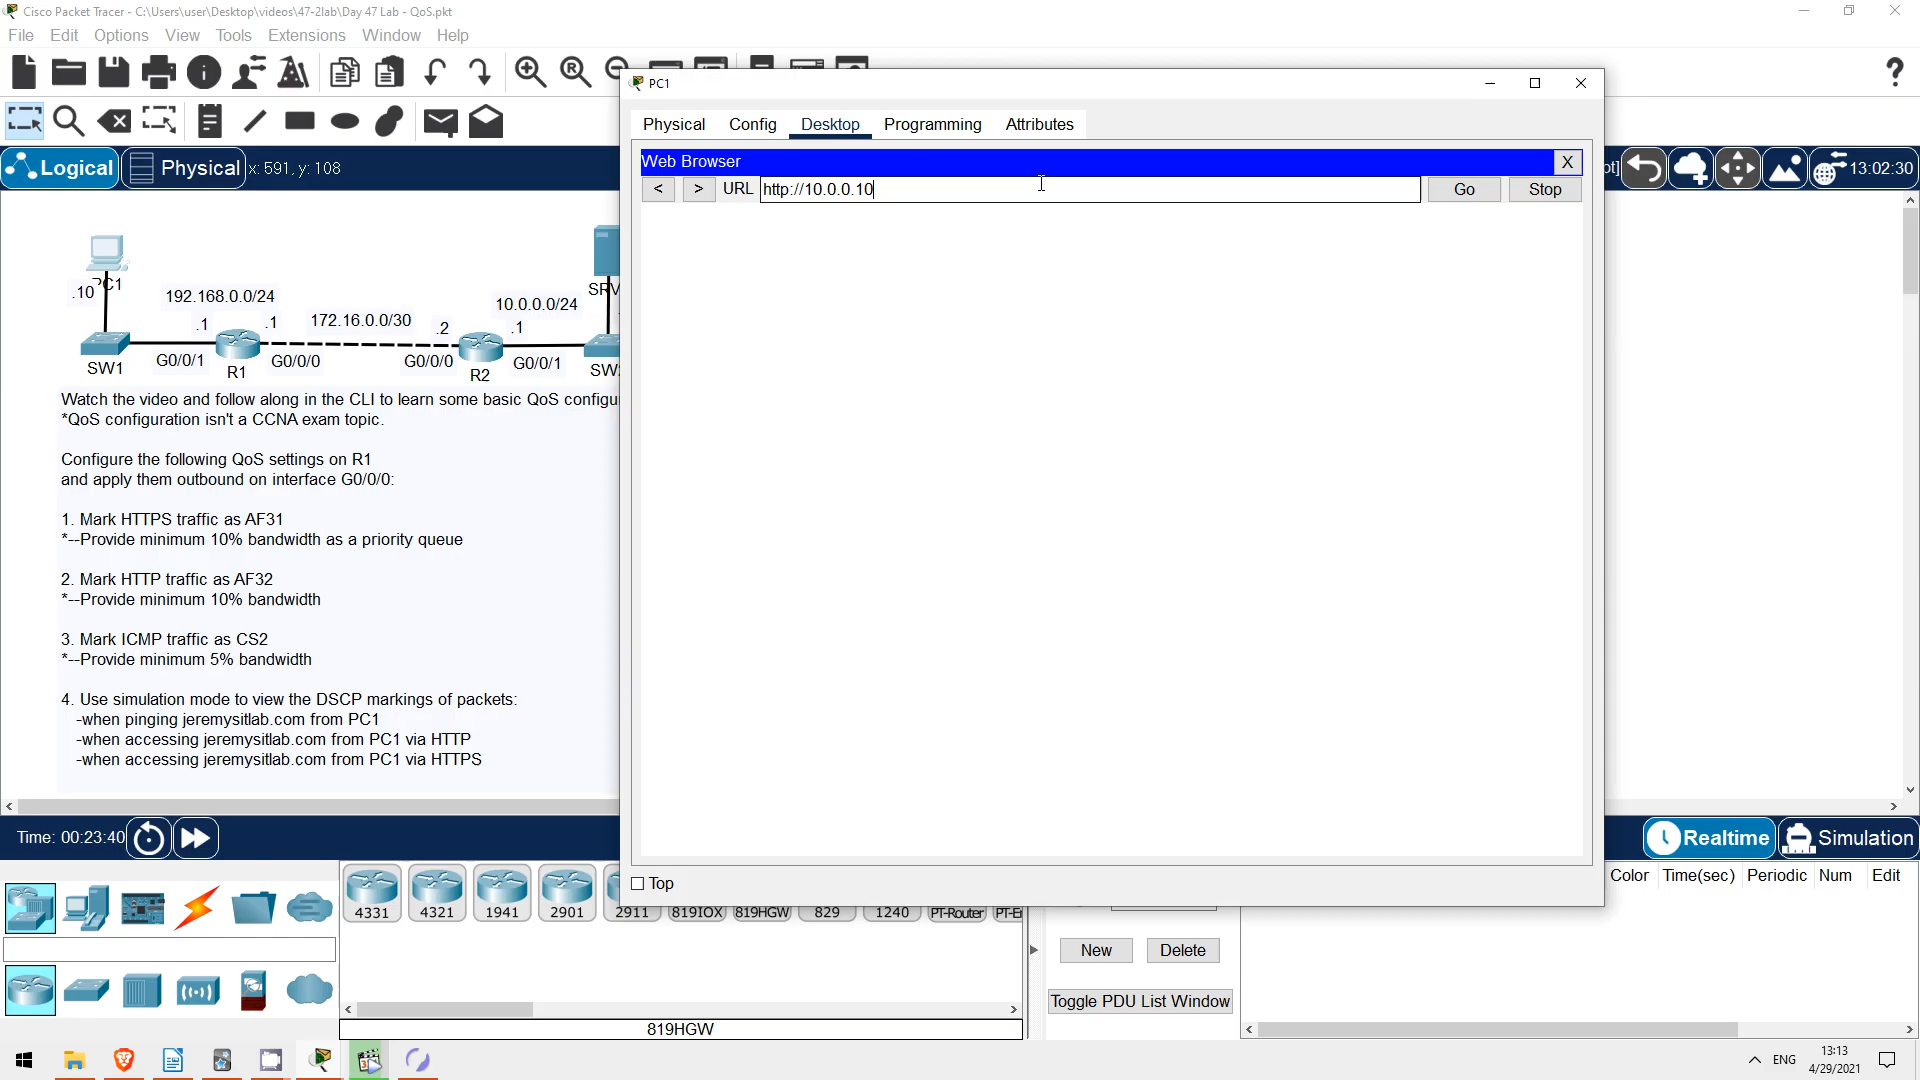 Cisco Packet Tracer - C:\Users\user\Desktop\videos\47-2lab\Day 47 Lab - QoS.pkt
File Edit Options View Tools Extensions Window Help
PC1
Physical Config Desktop Programming Attributes
Logical Physical x: 591, y: 108
13:02:30
Web Browser X
< > URL http://10.0.0.10 Go Stop
.10
192.168.0.0/24
10.0.0.0/24
.1 .1 172.16.0.0/30 .2 .1
G0/0/1 G0/0/0 G0/0/0 G0/0/1
SW1 R1 R2
Watch the video and follow along in the CLI to learn some basic QoS configu
*QoS configuration isn't a CCNA exam topic.
Configure the following QoS settings on R1
and apply them outbound on interface G0/0/0:
1. Mark HTTPS traffic as AF31
*--Provide minimum 10% bandwidth as a priority queue
2. Mark HTTP traffic as AF32
*--Provide minimum 10% bandwidth
3. Mark ICMP traffic as CS2
*--Provide minimum 5% bandwidth
4. Use simulation mode to view the DSCP markings of packets:
-when pinging jeremysitlab.com from PC1
-when accessing jeremysitlab.com from PC1 via HTTP
-when accessing jeremysitlab.com from PC1 via HTTPS
Time: 00:23:40
Realtime Simulation
Top
Color Time(sec) Periodic Num Edit
4331 4321 1941 2901 2911 819IOX 819HGW 829 1240 PT-Router
New Delete
Toggle PDU List Window
819HGW
ENG
13:13
4/29/2021